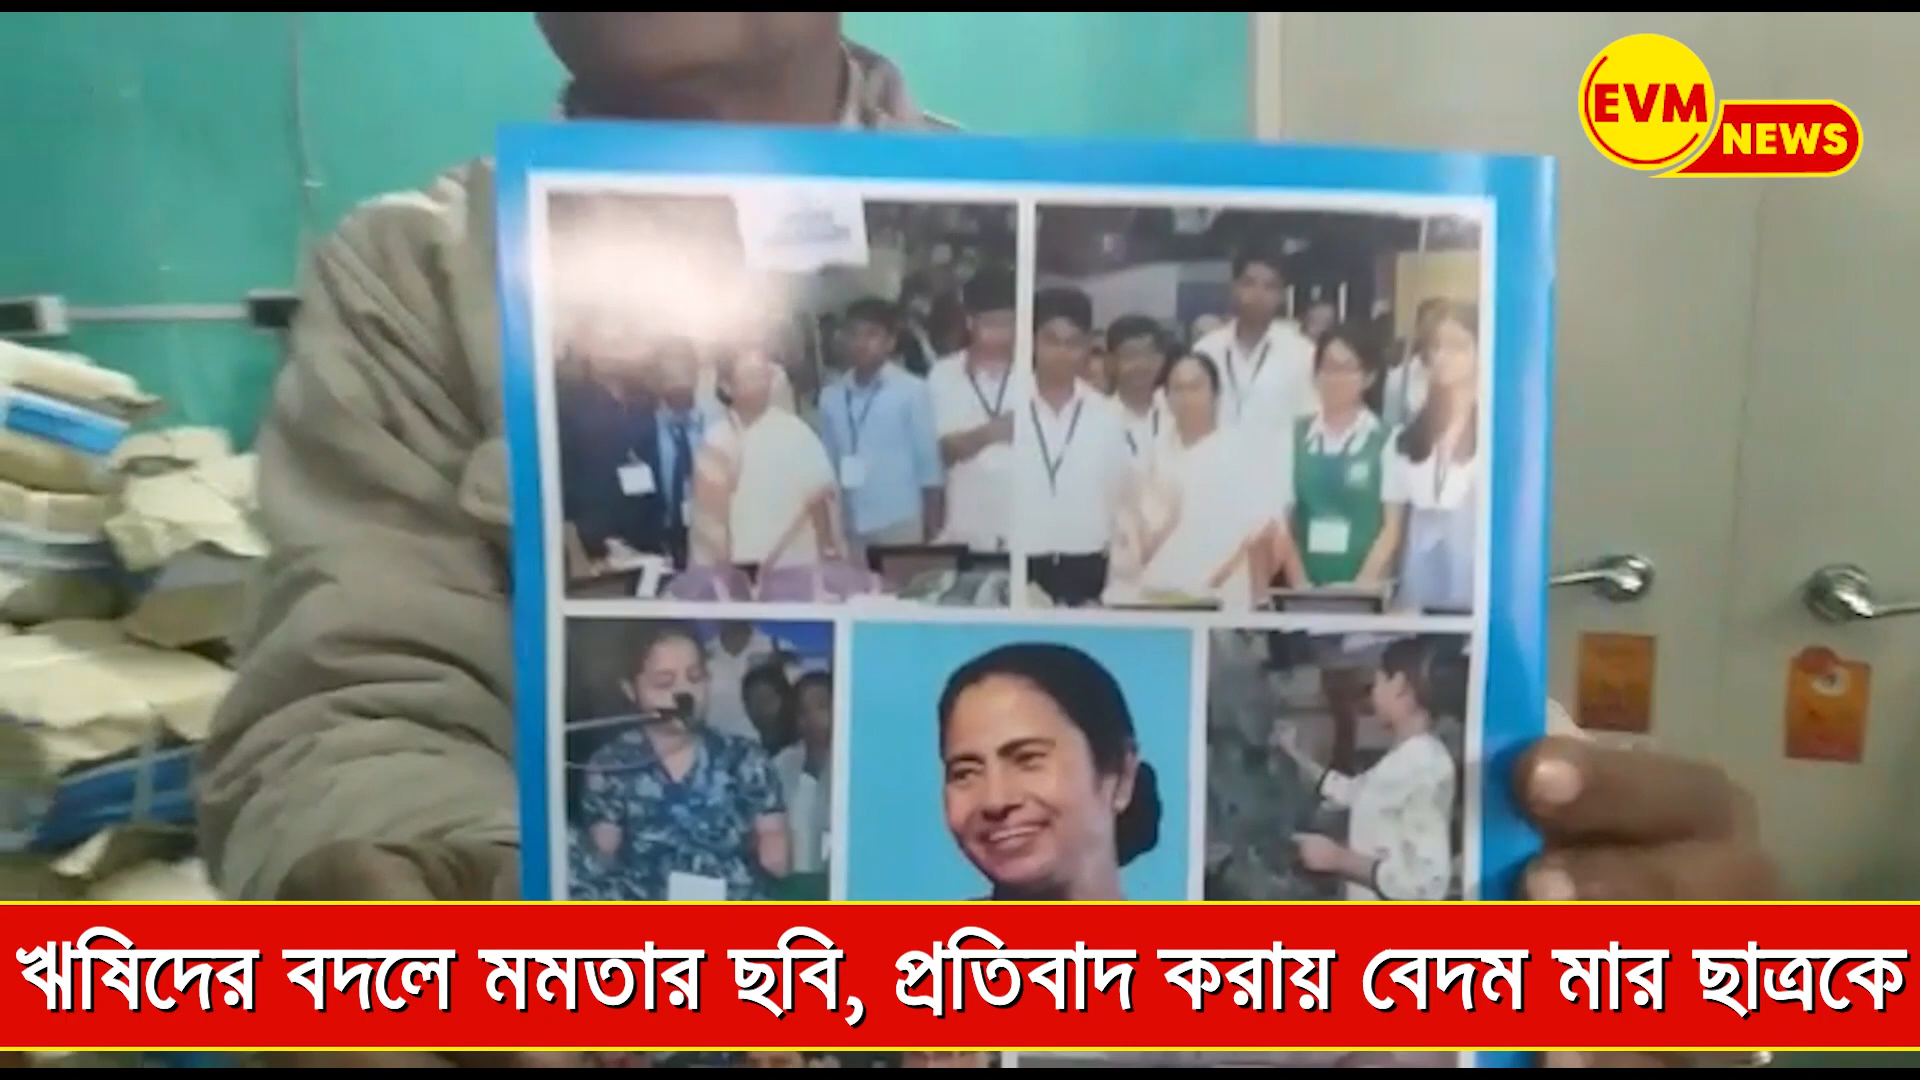 EVM
NEWS
ঋষিদের বদলে মমতার ছবি, প্রতিবাদ করায় বেদম মার ছাত্রকে